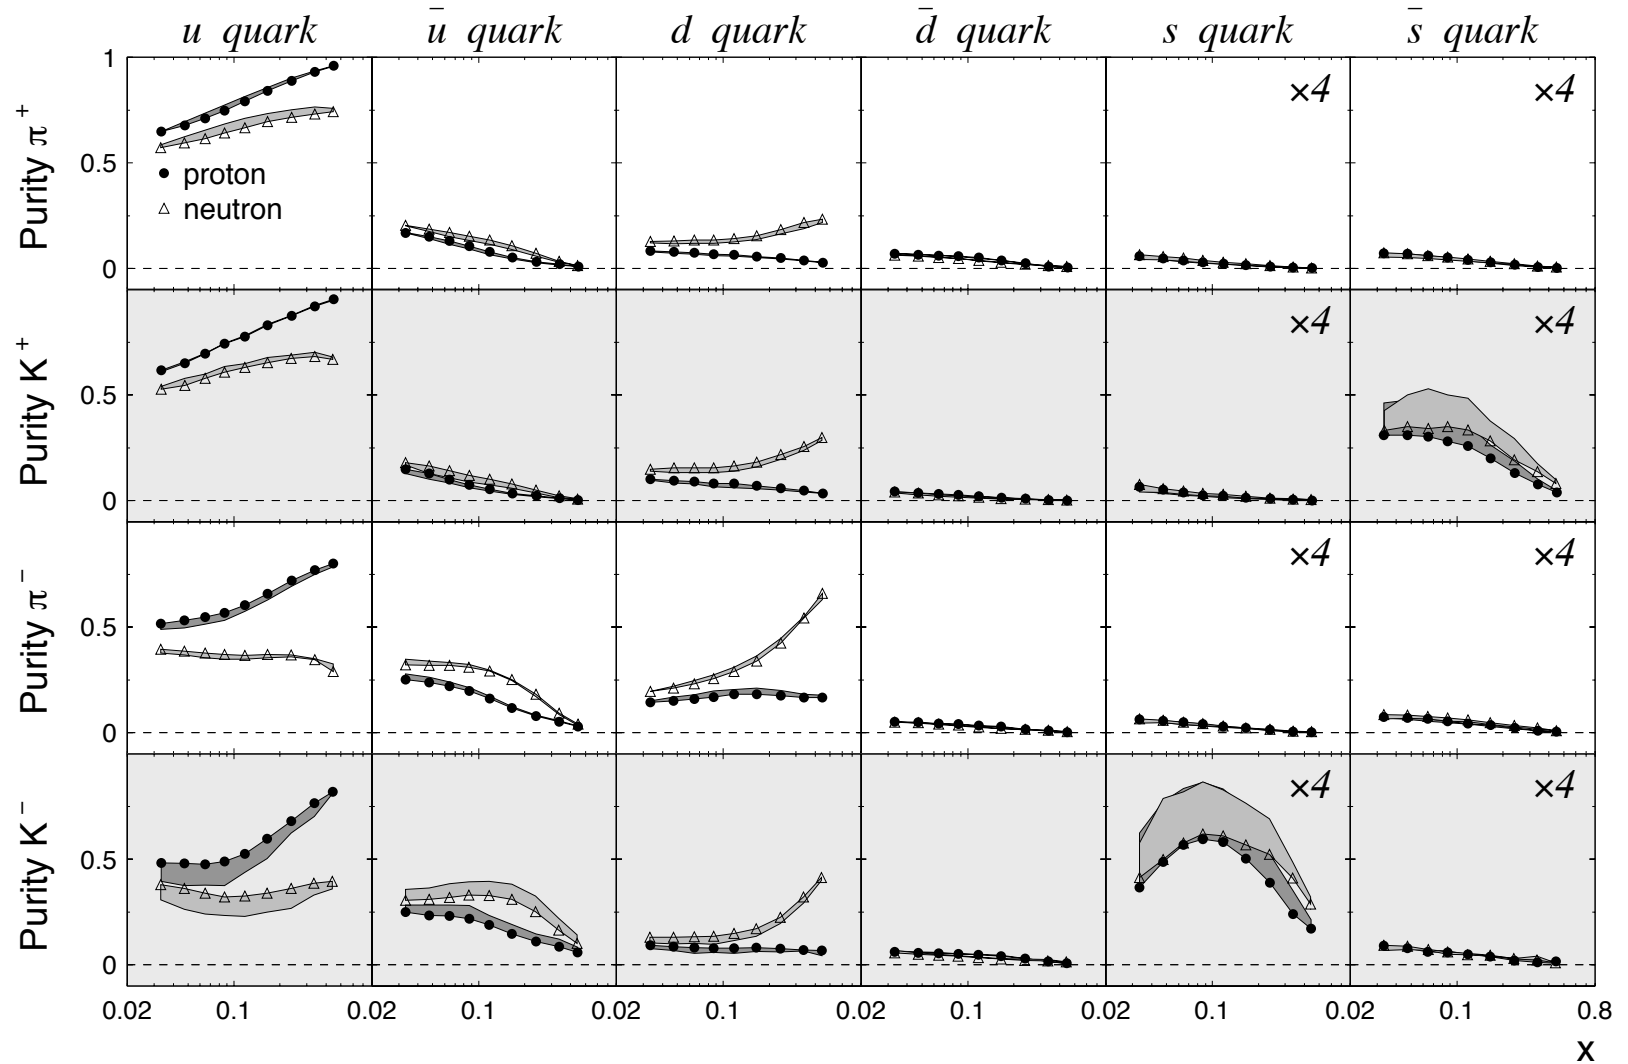 u quark ū quark d quark d̄ quark s quark s̄ quark
Purity π⁺
1
0.5
0
proton
neutron
×4 ×4
Purity K⁺
0.5
0
×4 ×4
Purity π⁻
0.5
0
×4 ×4
Purity K⁻
0.5
0
×4 ×4
0.02 0.1 0.02 0.1 0.02 0.1 0.02 0.1 0.02 0.1 0.02 0.1 0.8
x